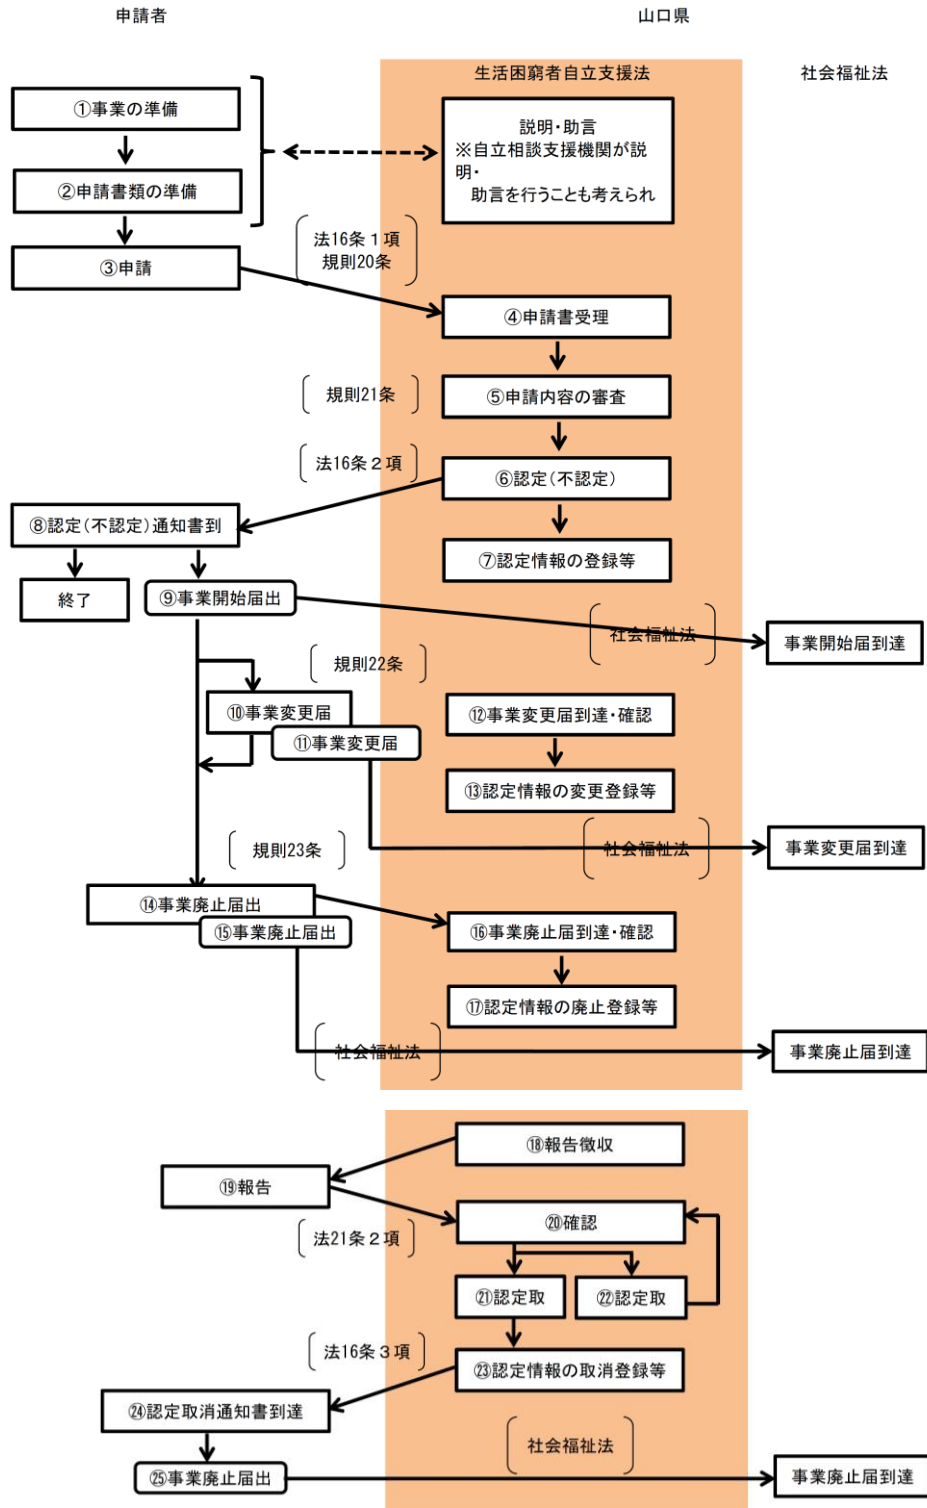 申請者
山口県
生活困窮者自立支援法
社会福祉法
①事業の準備
説明・助言
※自立相談支援機関が説
明・
助言を行うことも考えられ
②申請書類の準備
法16条１項
規則20条
③申請
④申請書受理
規則21条
⑤申請内容の審査
法16条２項
⑥認定(不認定)
⑧認定(不認定)通知書到
⑦認定情報の登録等
終了
⑨事業開始届出
社会福祉法
事業開始届到達
規則22条
⑩事業変更届
⑪事業変更届
⑫事業変更届到達・確認
⑬認定情報の変更登録等
規則23条
社会福祉法
事業変更届到達
⑭事業廃止届出
⑮事業廃止届出
⑯事業廃止届到達・確認
⑰認定情報の廃止登録等
社会福祉法
事業廃止届到達
⑱報告徴収
⑲報告
⑳確認
法21条２項
㉑認定取
㉒認定取
法16条３項
㉓認定情報の取消登録等
㉔認定取消通知書到達
社会福祉法
㉕事業廃止届出
事業廃止届到達